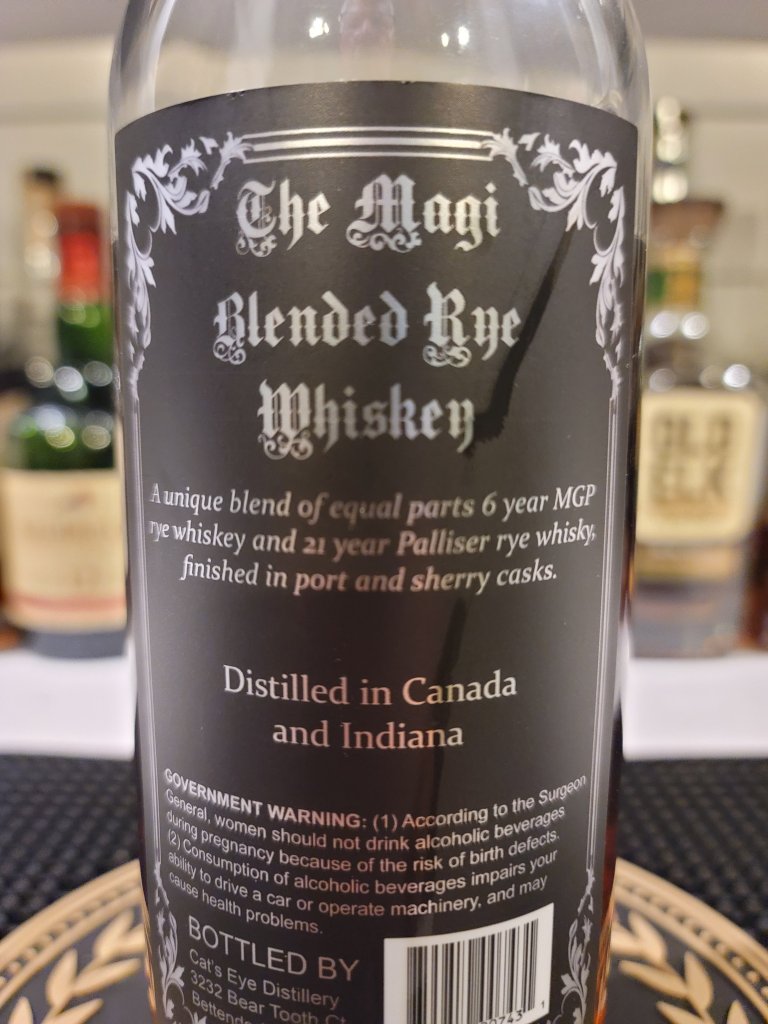 The Magi
Blended Rye
Whiskey
A unique blend of equal parts 6 year MGP
rye whiskey and 21 year Palliser rye whisky,
finished in port and sherry casks.
Distilled in Canada
and Indiana
GOVERNMENT WARNING: (1) According to the Surgeon
General, women should not drink alcoholic beverages
during pregnancy because of the risk of birth defects.
(2) Consumption of alcoholic beverages impairs your
ability to drive a car or operate machinery, and may
cause health problems.
BOTTLED BY
Cat's Eye Distillery
3232 Bear Tooth Ct
OLD
ELK